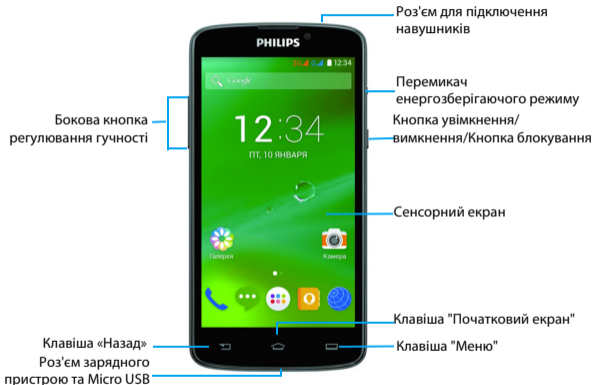 Роз'єм для підключення
навушників
PHILIPS
3G G 12:34
Google
Перемикач
енергозберігаючого режиму
Бокова кнопка
регулювання гучності
Кнопка увімкнення/
вимкнення/Кнопка блокування
12:34
ПТ, 10 ЯНВАРЯ
Сенсорний екран
Галерея
Камера
Клавіша "Початковий екран"
Клавіша «Назад»
Клавіша "Меню"
Роз'єм зарядного
пристрою та Micro USB